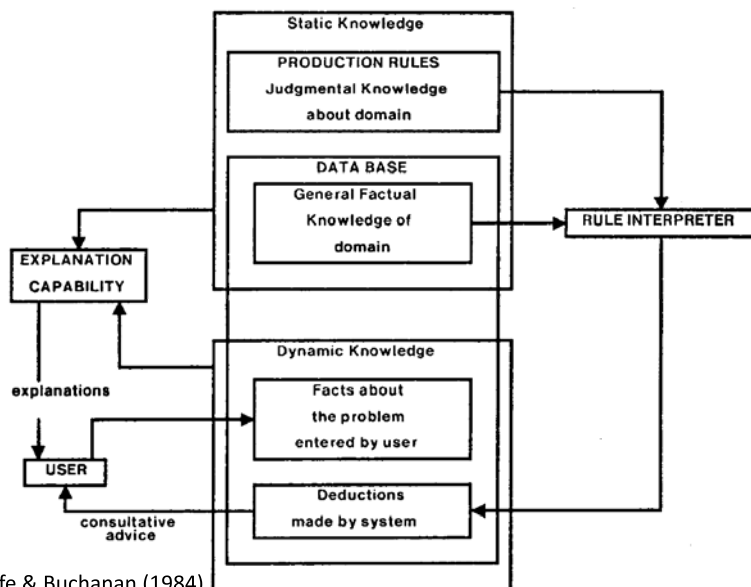 Static Knowledge
PRODUCTION RULES
Judgmental Knowledge
about domain
DATA BASE
General Factual
Knowledge of
domain
RULE INTERPRETER
EXPLANATION
CAPABILITY
Dynamic Knowledge
Facts about
the problem
entered by user
explanations
USER
Deductions
made by system
consultative
advice
fe & Buchanan (1984)